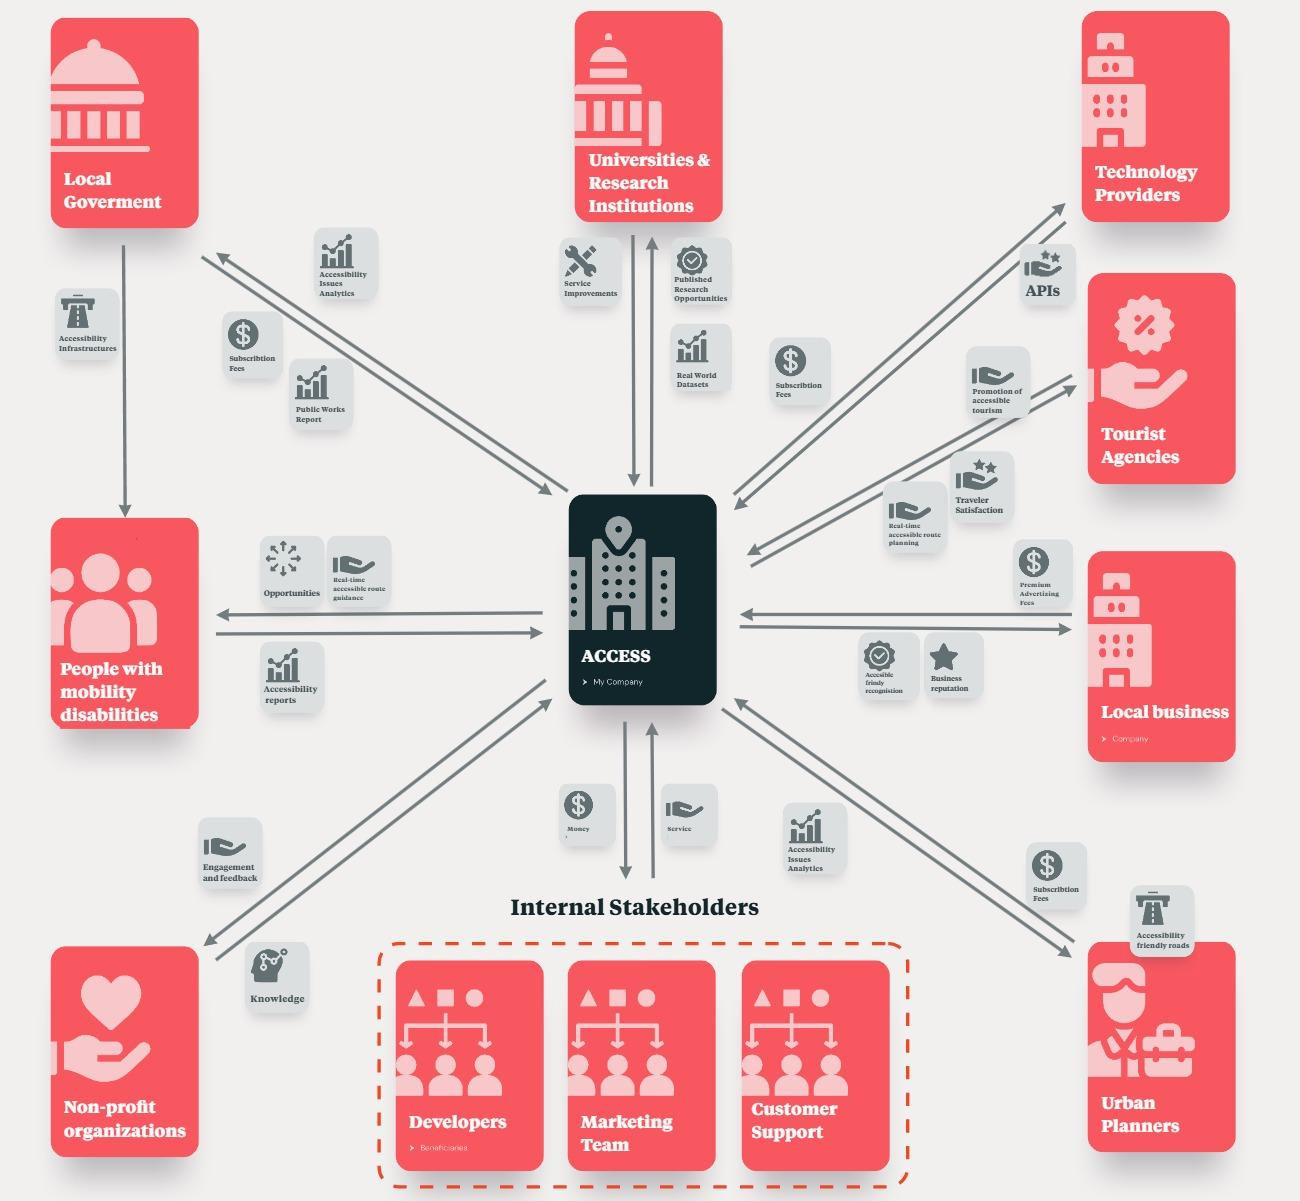 Local
Goverment
Universities &
Research
Institutions
Technology
Providers
Accessibility
Issues
Analytics
Service
Improvements
Published
Research
Opportunities
APIs
Accessibility
Infrastructures
Subscribtion
Fees
Public Works
Report
Real World
Datasets
Subscribtion
Fees
Promotion of
accessible
tourism
Tourist
Agencies
Traveler
Satisfaction
Real-time
accessible route
planning
Opportunities
Real-time
accessible route
guidance
Premium
Advertizing
Fees
People with
mobility
disabilities
Accessibility
reports
ACCESS
My Company
Accesible
frindy
recognistion
Business
reputation
Local business
Company
Money
Service
Accessibility
Issues
Analytics
Engagement
and feedback
Subscribtion
Fees
Accessibility
friendly roads
Internal Stakeholders
Knowledge
Non-profit
organizations
Developers
Beneficiaries
Marketing
Team
Customer
Support
Urban
Planners